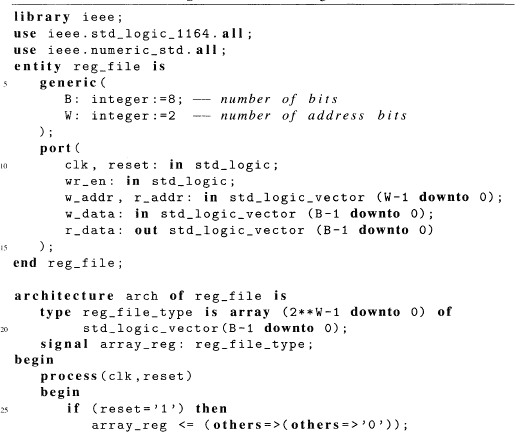 library ieee;
use ieee.std_logic_1164.all;
use ieee.numeric_std.all;
entity reg_file is
5    generic(
        B: integer:=8; — number of bits
        W: integer:=2  — number of address bits
     );
     port(
10      clk, reset: in std_logic;
        wr_en: in std_logic;
        w_addr, r_addr: in std_logic_vector (W-1 downto 0);
        w_data: in std_logic_vector (B-1 downto 0);
        r_data: out std_logic_vector (B-1 downto 0)
15   );
end reg_file;
architecture arch of reg_file is
     type reg_file_type is array (2**W-1 downto 0) of
20        std_logic_vector(B-1 downto 0);
     signal array_reg: reg_file_type;
begin
     process(clk,reset)
     begin
25      if (reset='1') then
           array_reg <= (others=>(others=>'0'));